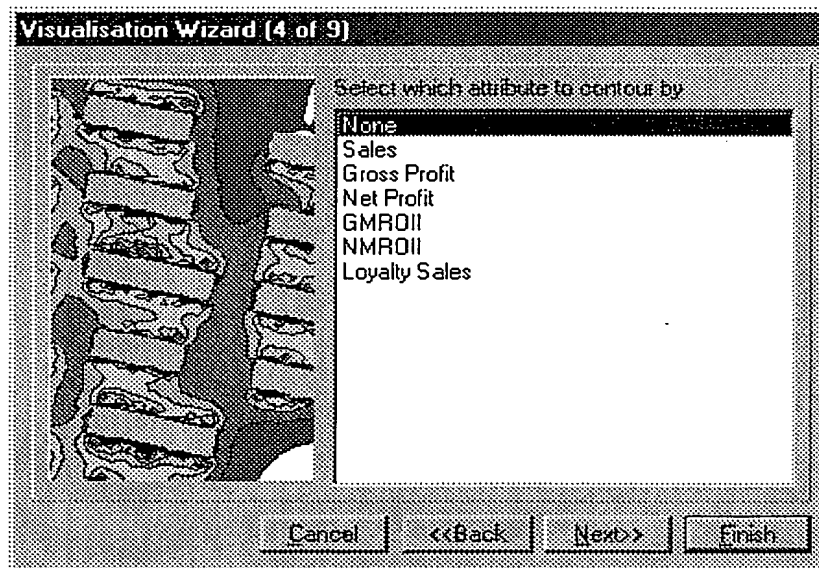 Visualisation Wizard (4 of 9)
Select which attribute to contour by
None
Sales
Gross Profit
Net Profit
GMROII
NMROII
Loyalty Sales
Cancel <<Back Next>> Finish